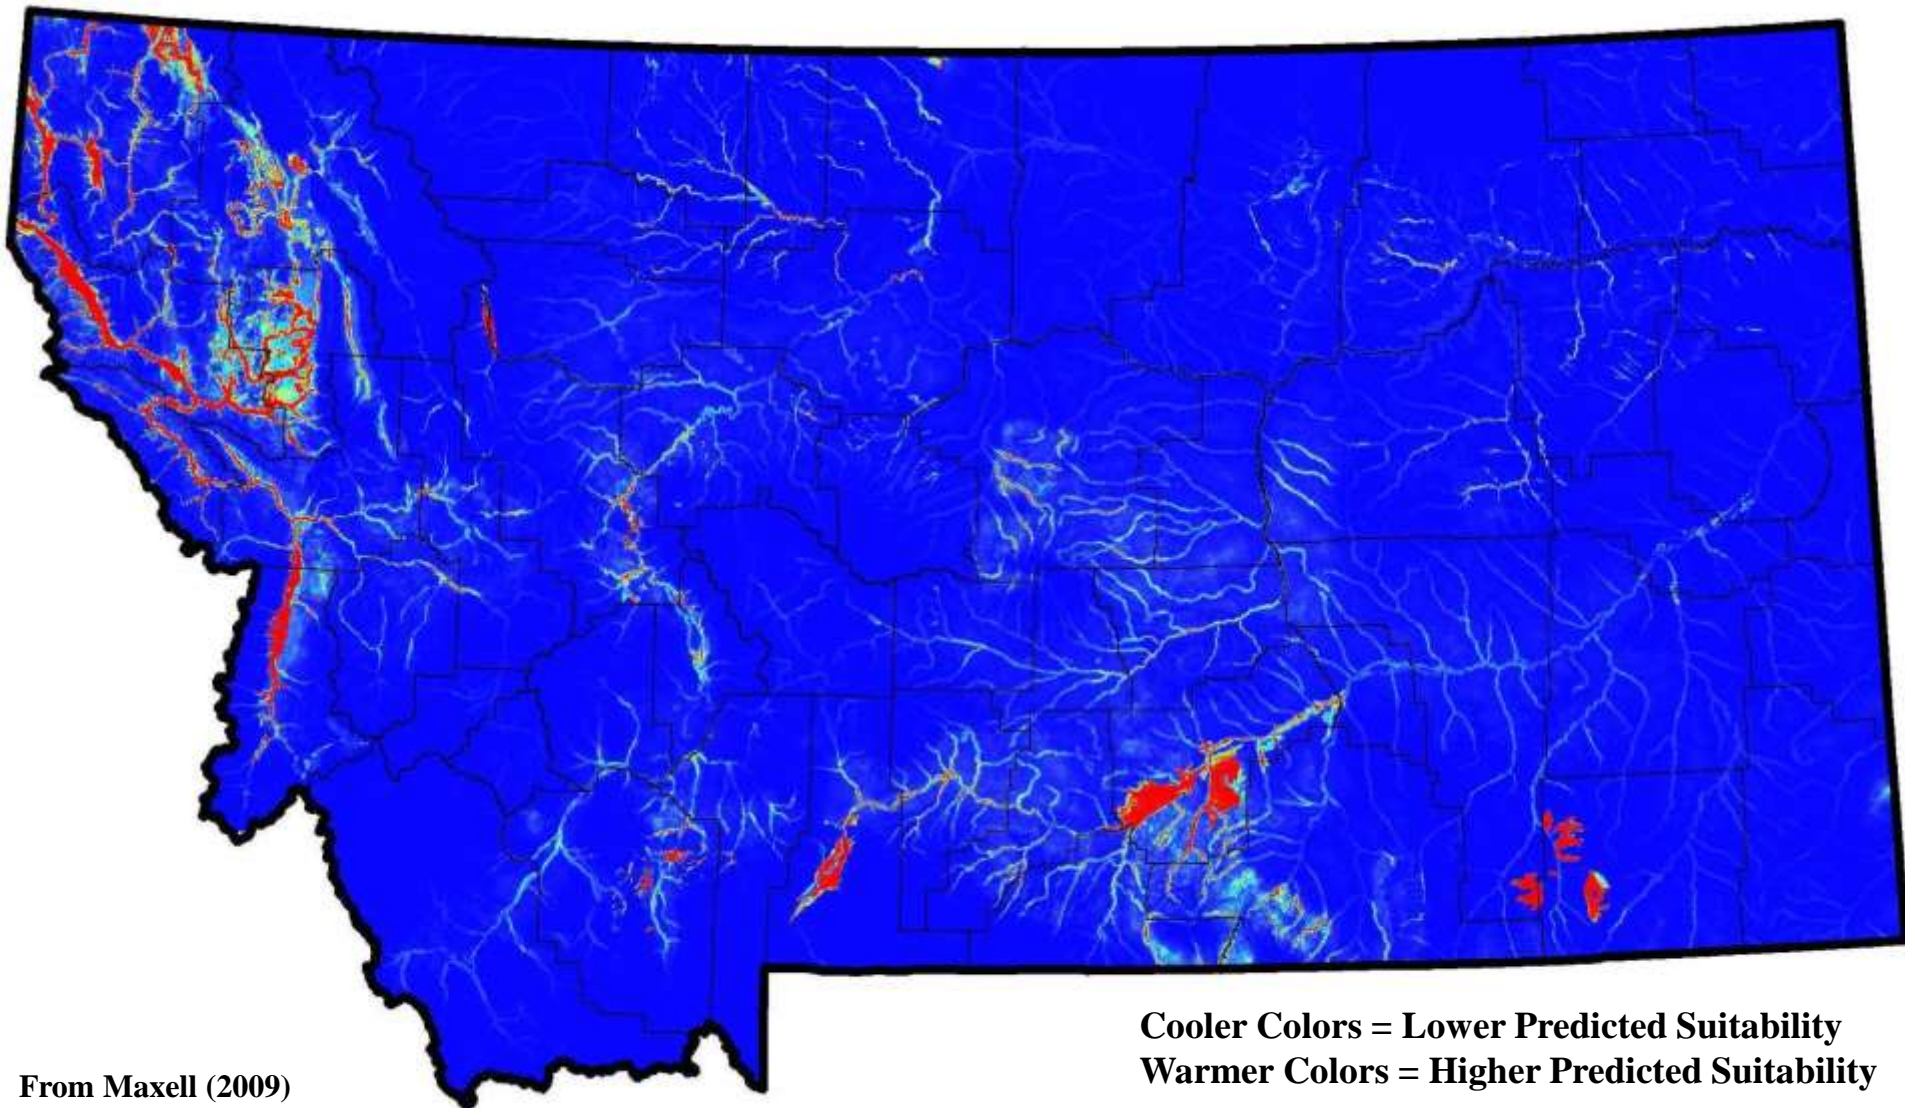 Cooler Colors = Lower Predicted Suitability
Warmer Colors = Higher Predicted Suitability
From Maxell (2009)